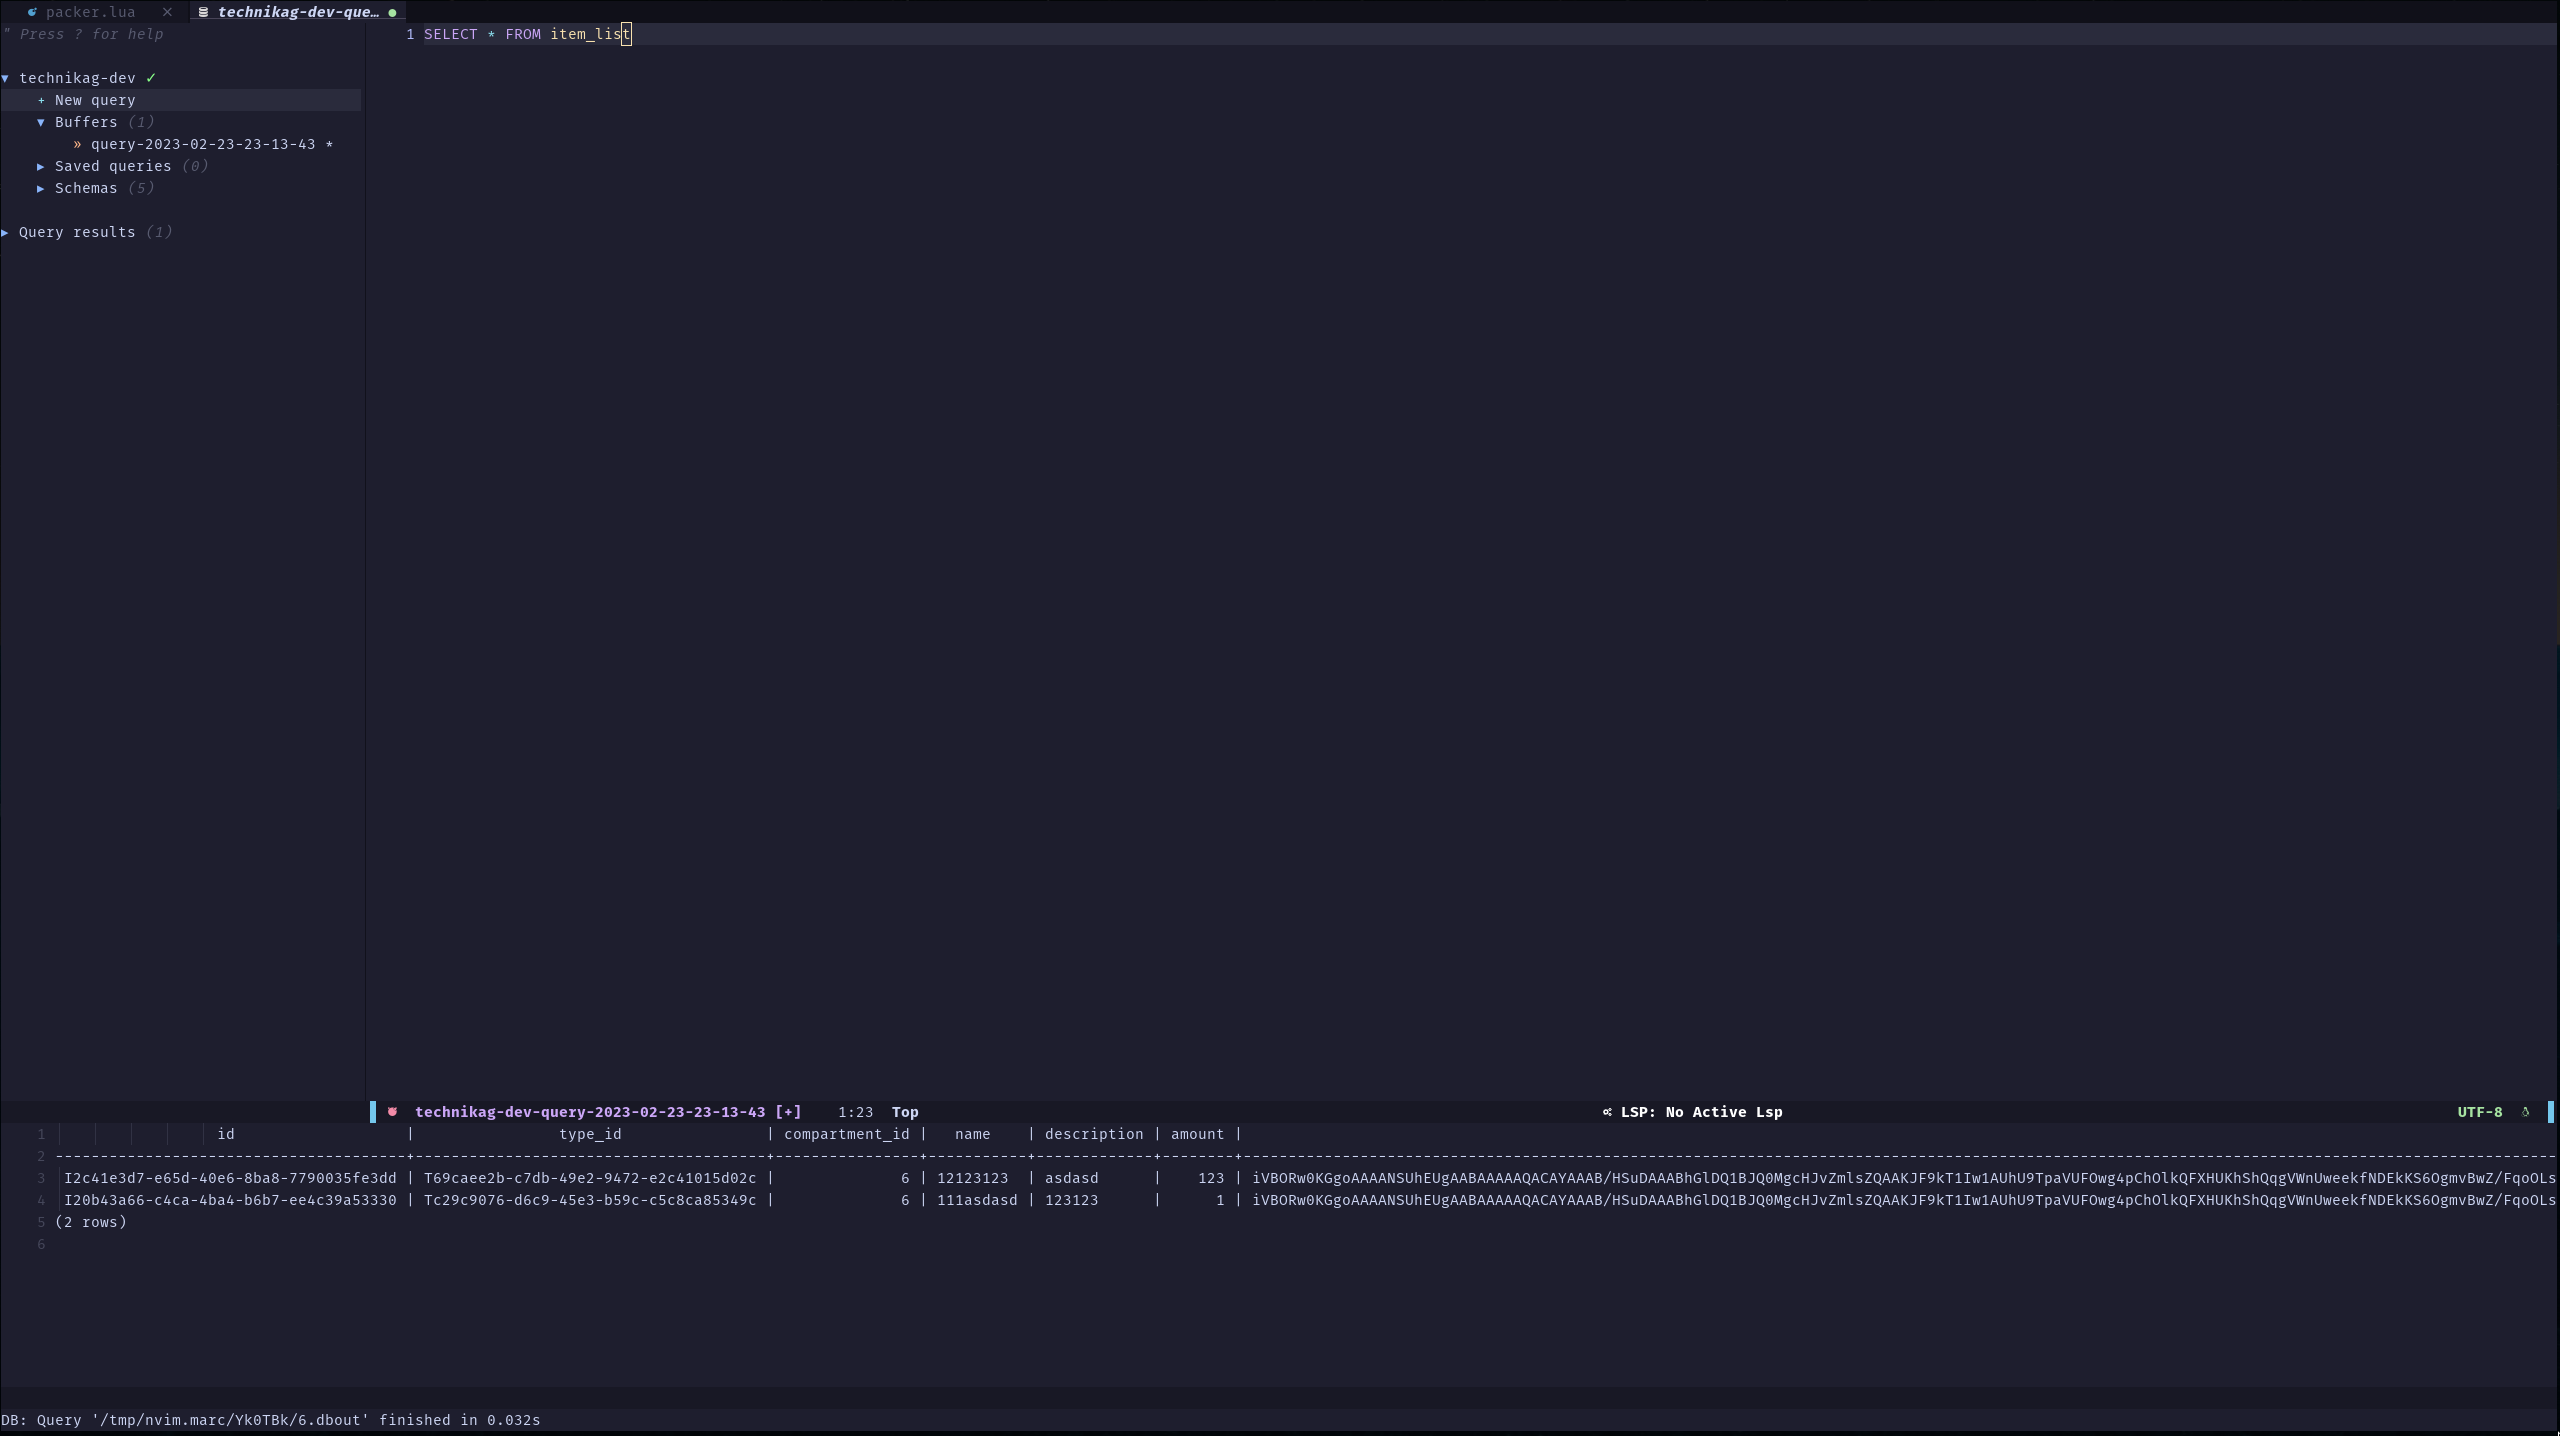 packer.lua × technikag-dev-que… ●
" Press ? for help
▼ technikag-dev ✓
+ New query
▼ Buffers (1)
» query-2023-02-23-23-13-43 *
▶ Saved queries (0)
▶ Schemas (5)
▶ Query results (1)
1 SELECT * FROM item_list
technikag-dev-query-2023-02-23-23-13-43 [+] 1:23 Top LSP: No Active Lsp UTF-8
1 id | type_id | compartment_id | name | description | amount |
2 ---------------------------------------+---------------------------------------+----------------+-----------+-------------+--------+---
3 I2c41e3d7-e65d-40e6-8ba8-7790035fe3dd | T69caee2b-c7db-49e2-9472-e2c41015d02c | 6 | 12123123 | asdasd | 123 | iVBORw0KGgoAAAANSUhEUgAABAAAAAQACAYAAAB/HSuDAAABhGlDQ1BJQ0MgcHJvZmlsZQAAKJF9kT1Iw1AUhU9TpaVUFOwg4pChOlkQFXHUKhShQqgVWnUweekfNDEkKS6OgmvBwZ/FqoOLs
4 I20b43a66-c4ca-4ba4-b6b7-ee4c39a53330 | Tc29c9076-d6c9-45e3-b59c-c5c8ca85349c | 6 | 111asdasd | 123123 | 1 | iVBORw0KGgoAAAANSUhEUgAABAAAAAQACAYAAAB/HSuDAAABhGlDQ1BJQ0MgcHJvZmlsZQAAKJF9kT1Iw1AUhU9TpaVUFOwg4pChOlkQFXHUKhShQqgVWnUweekfNDEkKS6OgmvBwZ/FqoOLs
5 (2 rows)
6
DB: Query '/tmp/nvim.marc/Yk0TBk/6.dbout' finished in 0.032s